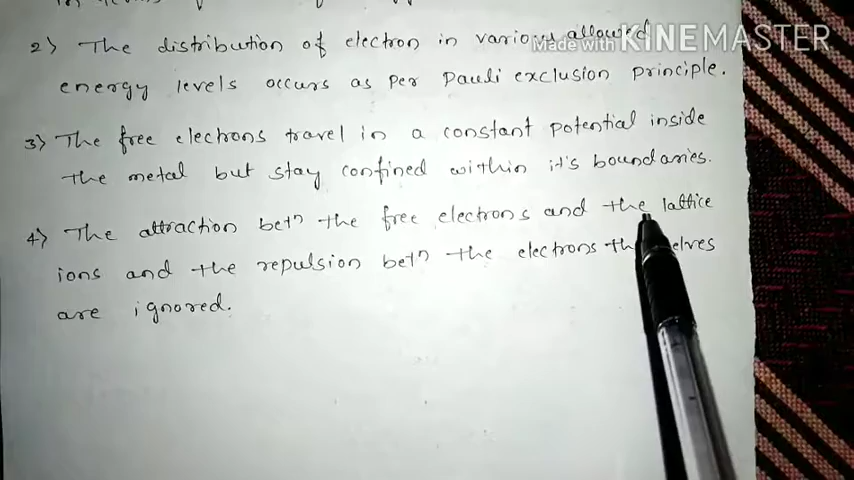 2) The distribution of electron in various allowed
Made with KINEMASTER
energy levels occurs as per Pauli exclusion principle.
3) The free electrons travel in a constant potential inside
the metal but stay confined within it's boundaries.
4) The attraction betn the free electrons and the lattice
ions and the repulsion betn the electrons
are ignored.